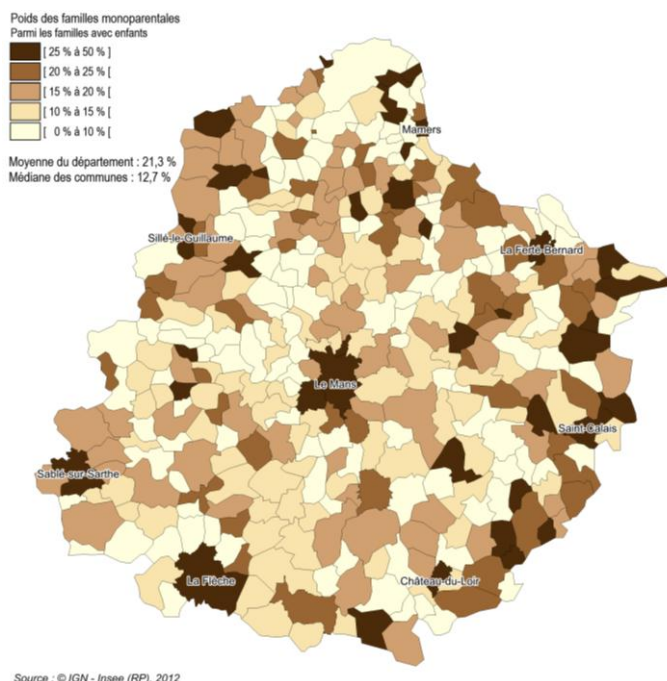 Poids des familles monoparentales
Parmi les familles avec enfants
[ 25 % à 50 % ]
[ 20 % à 25 % [
[ 15 % à 20 % [
[ 10 % à 15 % [
[ 0 % à 10 % [
Moyenne du département : 21,3 %
Médiane des communes : 12,7 %
Mamers
Sillé-le-Guillaume
La Ferté-Bernard
Le Mans
Saint-Calais
Sablé-sur-Sarthe
La Flèche
Château-du-Loir
Source : © IGN - Insee (RP), 2012